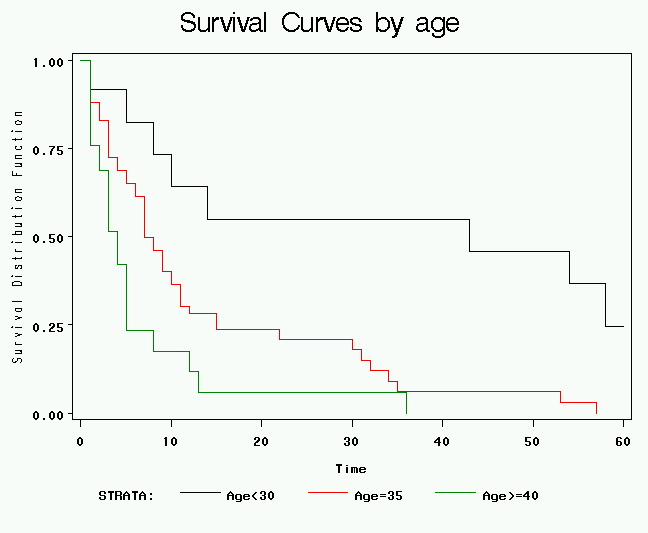 Survival Curves by age
Survival Distribution Function
1.00
0.75
0.50
0.25
0.00
0 10 20 30 40 50 60
Time
STRATA: Age<30 Age=35 Age>=40